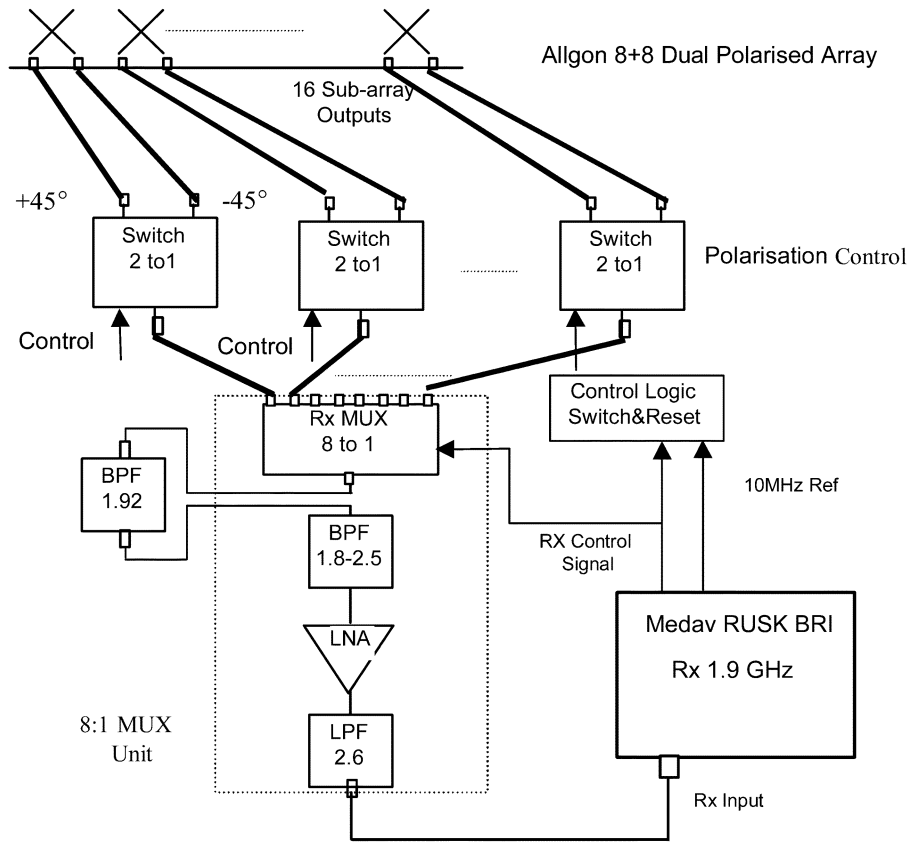 Allgon 8+8 Dual Polarised Array
16 Sub-array
Outputs
+45°
-45°
Switch
2 to1
Switch
2 to1
Switch
2 to1
Polarisation Control
Control
Control
Control Logic
Switch&Reset
Rx MUX
8 to 1
BPF
1.92
10MHz Ref
BPF
1.8-2.5
RX Control
Signal
LNA
Medav RUSK BRI
Rx 1.9 GHz
8:1 MUX
Unit
LPF
2.6
Rx Input